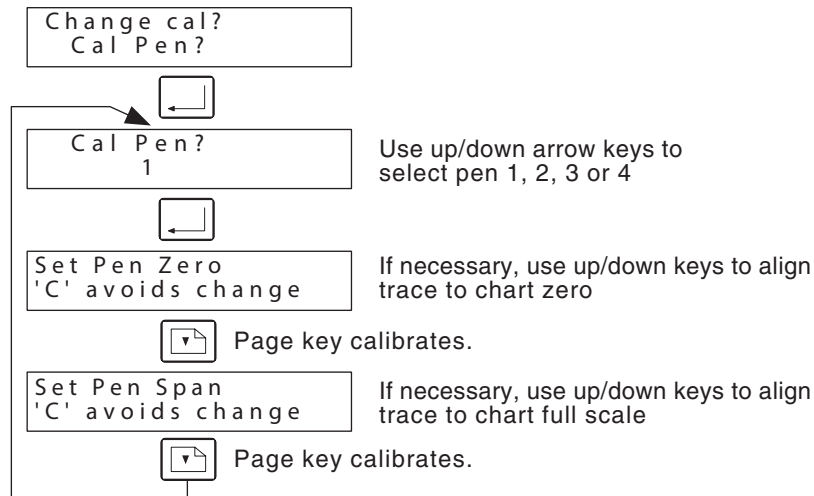 Change cal?
Cal Pen?
Cal Pen?
1
Use up/down arrow keys to
select pen 1, 2, 3 or 4
Set Pen Zero
'C' avoids change
If necessary, use up/down keys to align
trace to chart zero
Page key calibrates.
Set Pen Span
'C' avoids change
If necessary, use up/down keys to align
trace to chart full scale
Page key calibrates.